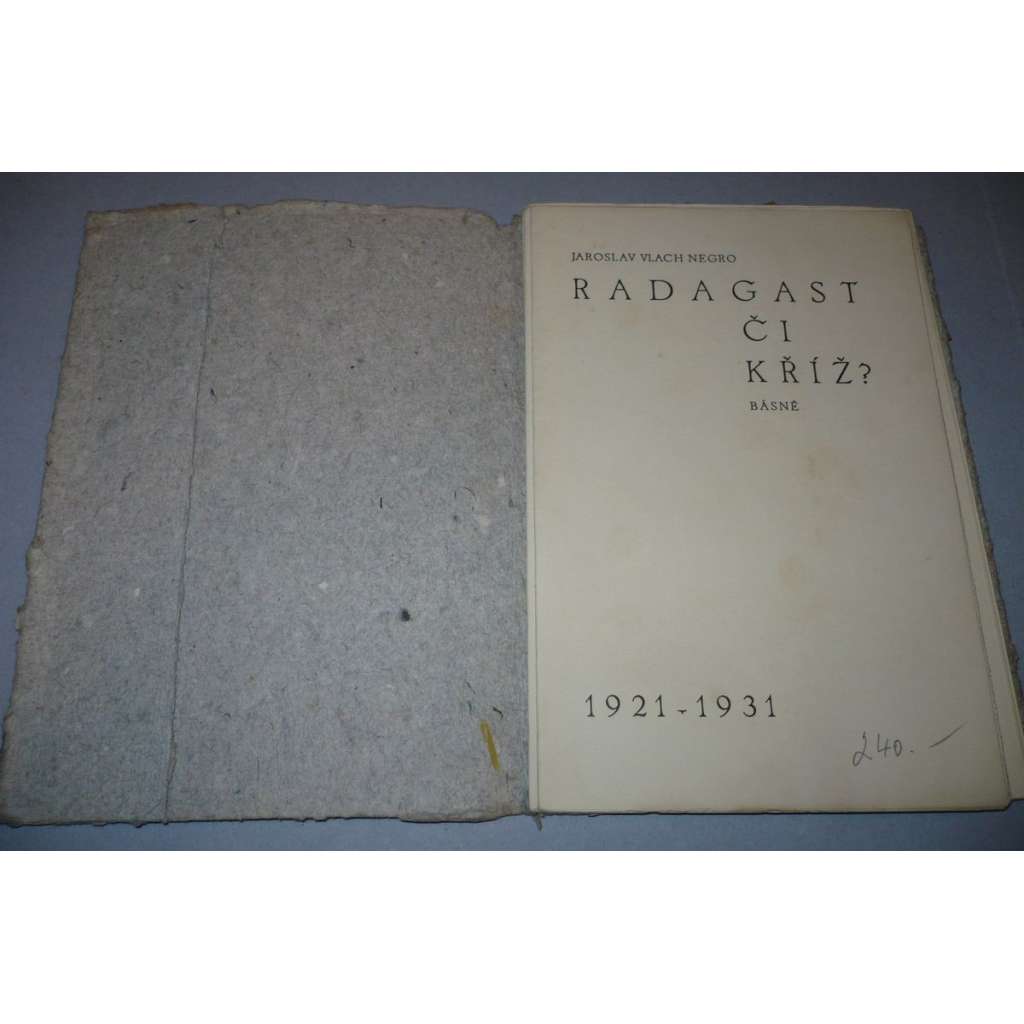 JAROSLAV VLACH NEGRO
RADAGAST
ČI
KŘÍŽ?
BÁSNĚ
1921-1931
240.-